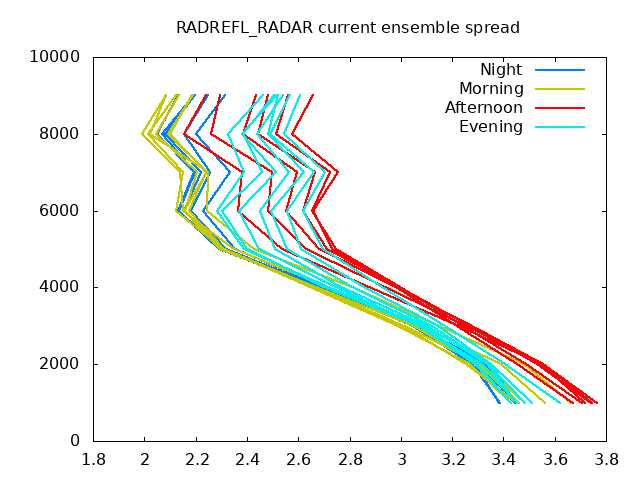 RADREFL_RADAR current ensemble spread
10000
8000
6000
4000
2000
0
Night
Morning
Afternoon
Evening
1.8 2 2.2 2.4 2.6 2.8 3 3.2 3.4 3.6 3.8